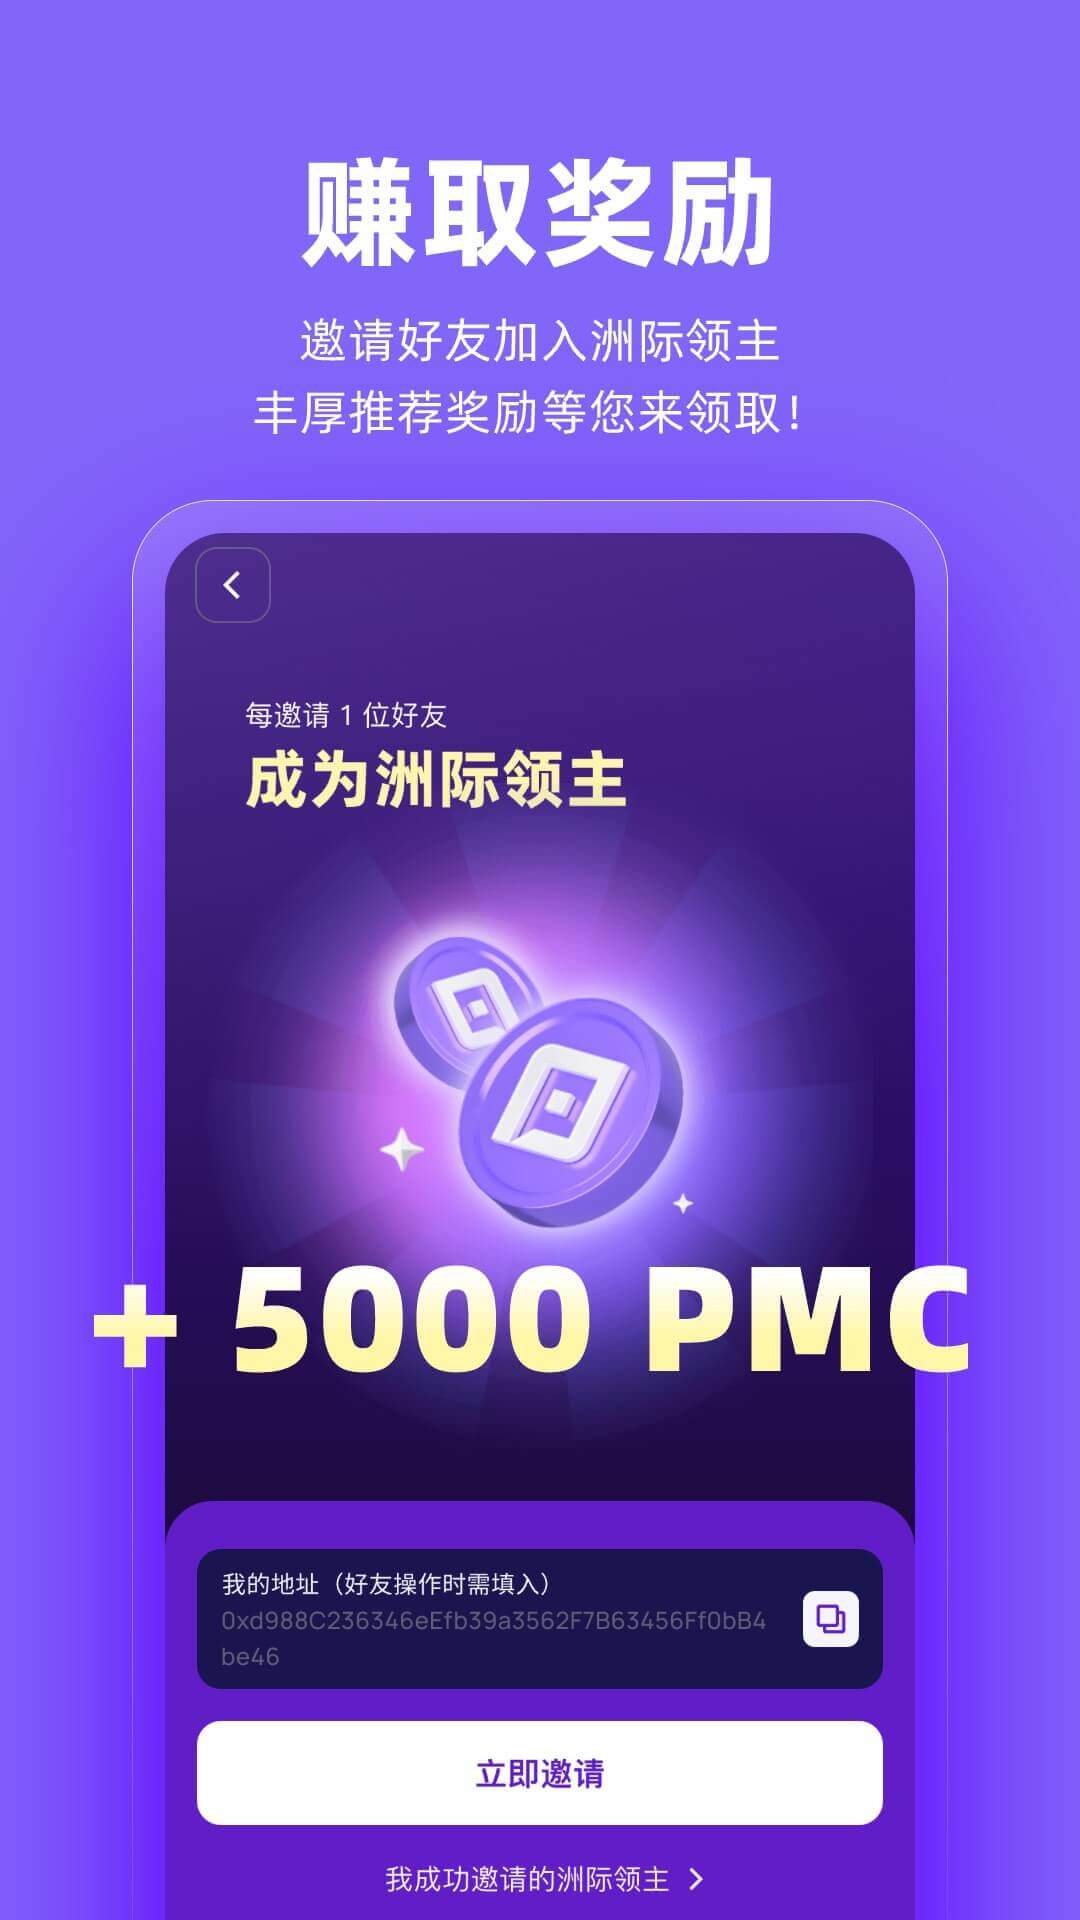 赚取奖励
邀请好友加入洲际领主
丰厚推荐奖励等您来领取！
每邀请 1 位好友
成为洲际领主
+ 5000 PMC
我的地址（好友操作时需填入）
0xd988C236346eEfb39a3562F7B63456Ff0bB4
be46
立即邀请
我成功邀请的洲际领主